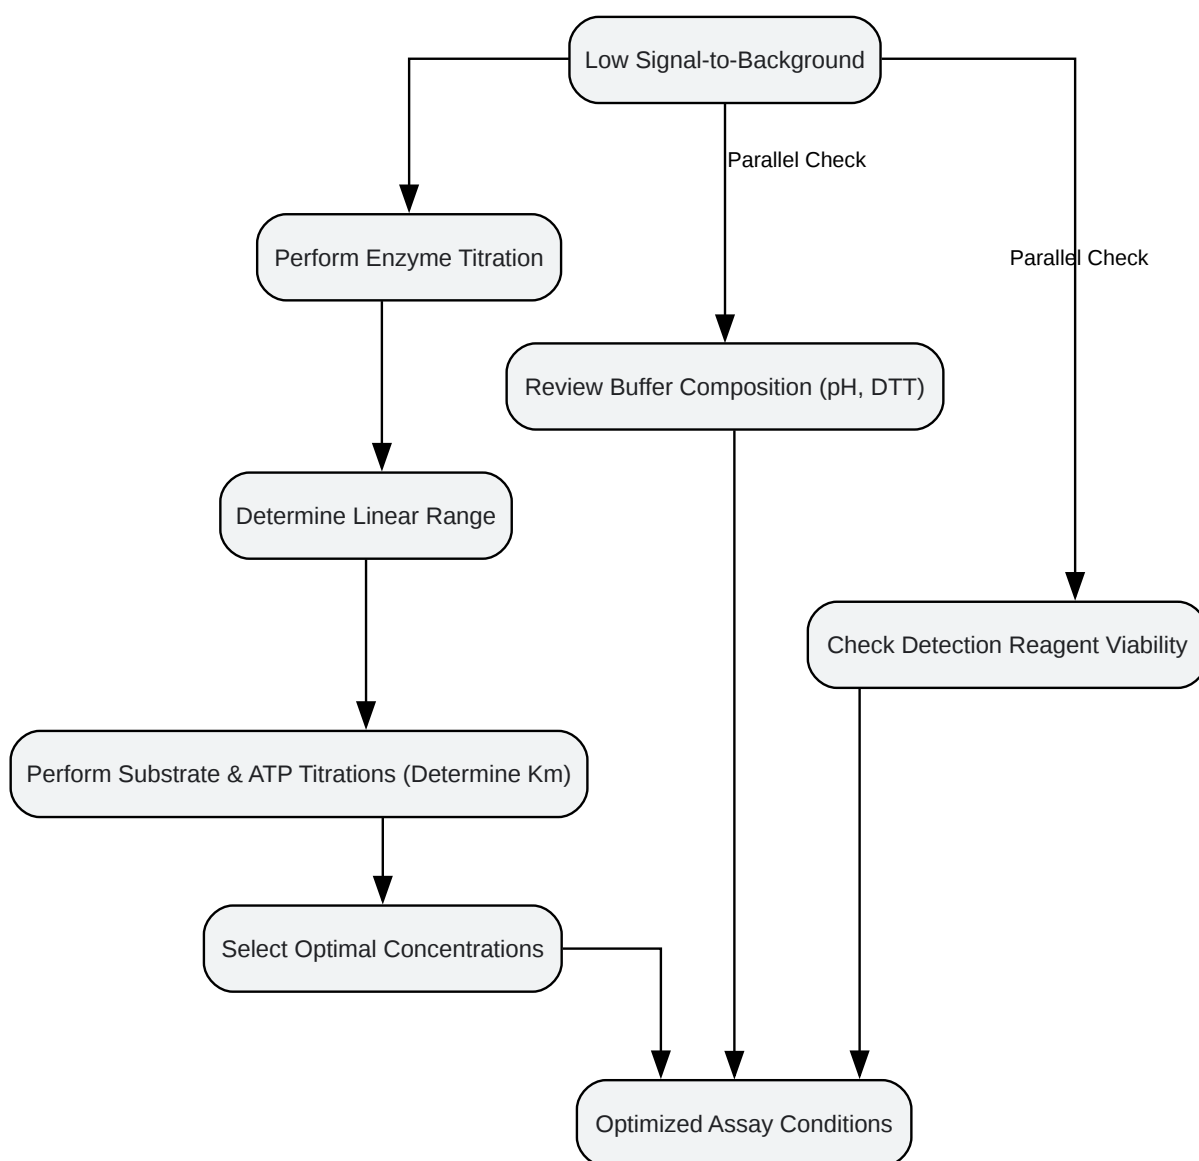 Low Signal-to-Background
Parallel Check
Perform Enzyme Titration
Parallel Check
Review Buffer Composition (pH, DTT)
Determine Linear Range
Check Detection Reagent Viability
Perform Substrate & ATP Titrations (Determine Km)
Select Optimal Concentrations
Optimized Assay Conditions